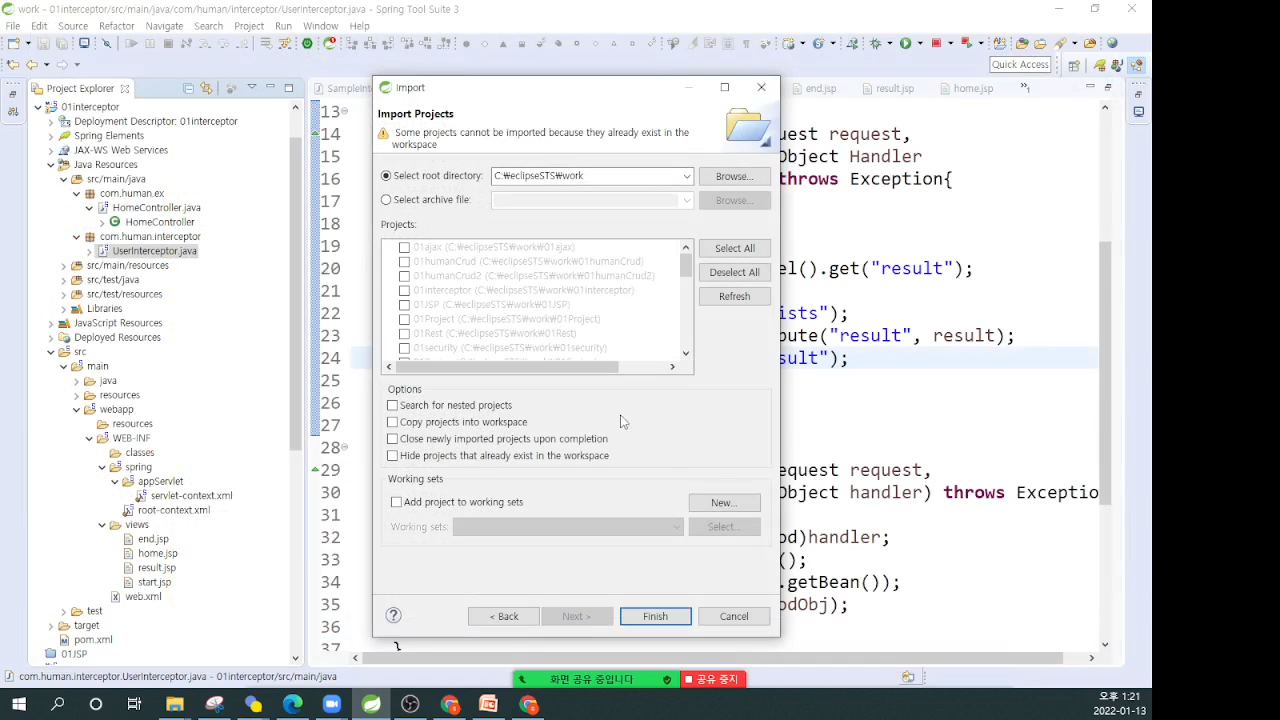 work - 01interceptor/src/main/java/com/human/interceptor/UserInterceptor.java - Spring Tool Suite 3
File Edit Source Refactor Navigate Search Project Run Window Help
Quick Access
Project Explorer
01interceptor
Deployment Descriptor: 01interceptor
Spring Elements
JAX-WS Web Services
Java Resources
src/main/java
com.human.ex
HomeController.java
HomeController
com.human.interceptor
UserInterceptor.java
src/main/resources
src/test/java
src/test/resources
Libraries
JavaScript Resources
Deployed Resources
src
main
java
resources
webapp
resources
WEB-INF
classes
spring
appServlet
servlet-context.xml
root-context.xml
views
end.jsp
home.jsp
result.jsp
start.jsp
web.xml
test
target
pom.xml
01JSP
SampleInte
end.jsp
result.jsp
home.jsp
13
14 quest request,
15 Object Handler
16 throws Exception{
17
18
19
20 el().get("result");
21
22 ists");
23 bute("result", result);
24 sult");
25
26
27
28
29 quest request,
30 Object handler) throws Exceptio
31
32 od)handler;
33 ();
34 .getBean());
35 odObj);
36
37 }
Import
Import Projects
Some projects cannot be imported because they already exist in the
workspace
Select root directory: C:₩eclipseSTS₩work Browse...
Select archive file: Browse...
Projects:
01ajax (C:₩eclipseSTS₩work₩01ajax)
01humanCrud (C:₩eclipseSTS₩work₩01humanCrud)
01humanCrud2 (C:₩eclipseSTS₩work₩01humanCrud2)
01interceptor (C:₩eclipseSTS₩work₩01interceptor)
01JSP (C:₩eclipseSTS₩work₩01JSP)
01Project (C:₩eclipseSTS₩work₩01Project)
01Rest (C:₩eclipseSTS₩work₩01Rest)
01security (C:₩eclipseSTS₩work₩01security)
Select All
Deselect All
Refresh
Options
Search for nested projects
Copy projects into workspace
Close newly imported projects upon completion
Hide projects that already exist in the workspace
Working sets
Add project to working sets New...
Working sets: Select...
< Back Next > Finish Cancel
com.human.interceptor.UserInterceptor.java - 01interceptor/src/main/java
화면 공유 중입니다 공유 중지
오후 1:21
2022-01-13